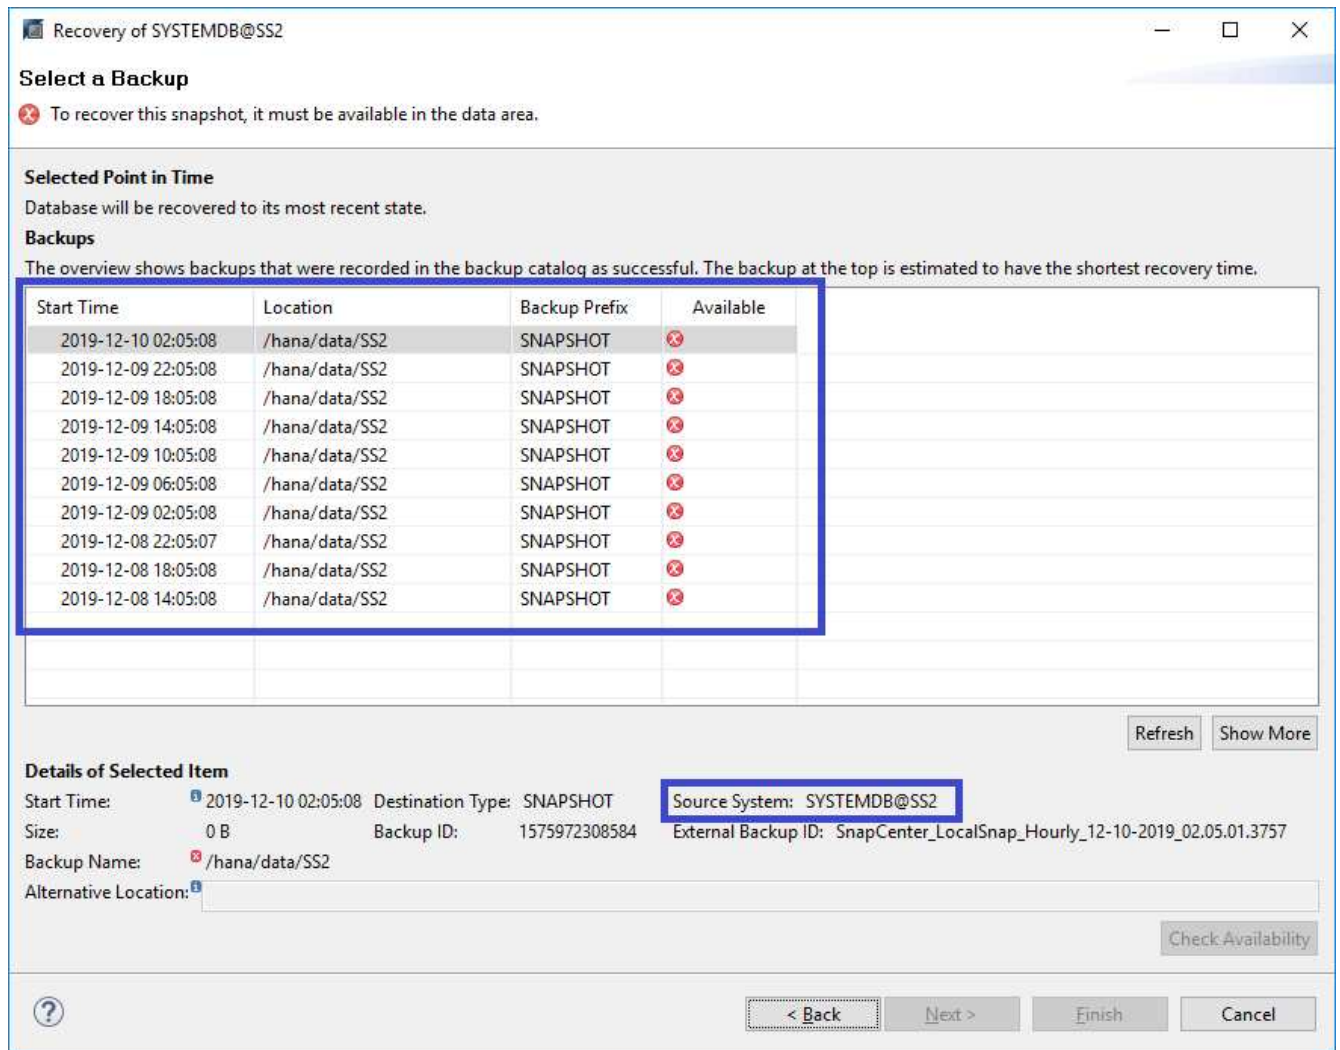 Recovery of SYSTEMDB@SS2
Select a Backup
To recover this snapshot, it must be available in the data area.
Selected Point in Time
Database will be recovered to its most recent state.
Backups
The overview shows backups that were recorded in the backup catalog as successful. The backup at the top is estimated to have the shortest recovery time.
Start Time Location Backup Prefix Available
2019-12-10 02:05:08 /hana/data/SS2 SNAPSHOT
2019-12-09 22:05:08 /hana/data/SS2 SNAPSHOT
2019-12-09 18:05:08 /hana/data/SS2 SNAPSHOT
2019-12-09 14:05:08 /hana/data/SS2 SNAPSHOT
2019-12-09 10:05:08 /hana/data/SS2 SNAPSHOT
2019-12-09 06:05:08 /hana/data/SS2 SNAPSHOT
2019-12-09 02:05:08 /hana/data/SS2 SNAPSHOT
2019-12-08 22:05:07 /hana/data/SS2 SNAPSHOT
2019-12-08 18:05:08 /hana/data/SS2 SNAPSHOT
2019-12-08 14:05:08 /hana/data/SS2 SNAPSHOT
Refresh Show More
Details of Selected Item
Start Time: 2019-12-10 02:05:08 Destination Type: SNAPSHOT Source System: SYSTEMDB@SS2
Size: 0 B Backup ID: 1575972308584 External Backup ID: SnapCenter_LocalSnap_Hourly_12-10-2019_02.05.01.3757
Backup Name: /hana/data/SS2
Alternative Location:
Check Availability
? < Back Next > Finish Cancel